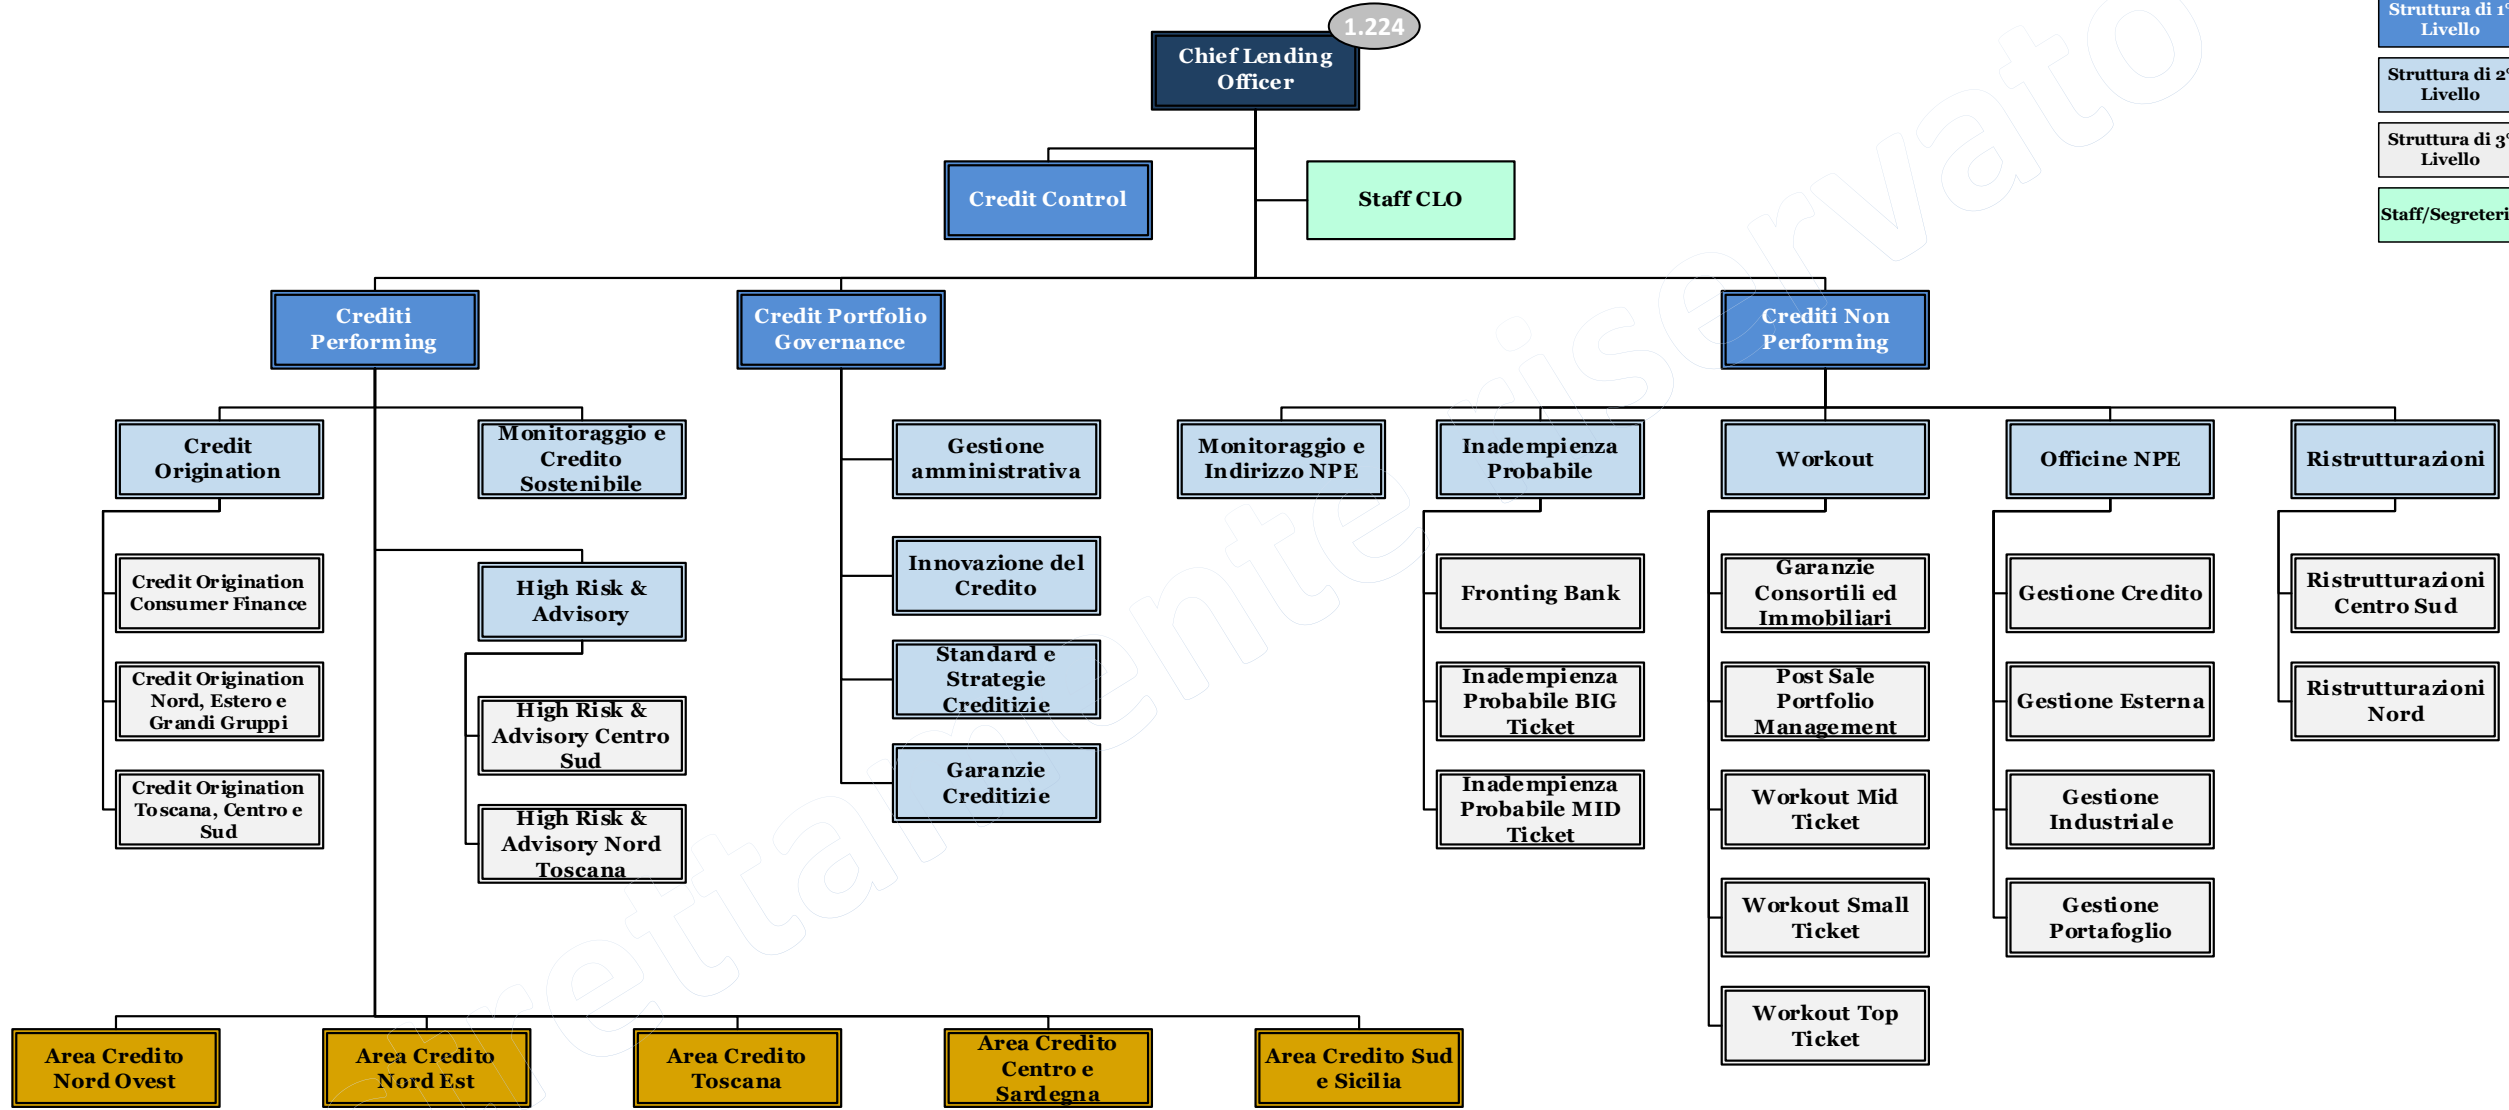 1.224
Chief Lending
Officer
Struttura di 1°
Livello
Struttura di 2°
Livello
Struttura di 3°
Livello
Staff/Segreteri
Credit Control
Staff CLO
Crediti
Performing
Credit Portfolio
Governance
Crediti Non
Performing
Credit
Origination
Monitoraggio e
Credito
Sostenibile
Gestione
amministrativa
Monitoraggio e
Indirizzo NPE
Inadempienza
Probabile
Workout
Officine NPE
Ristrutturazioni
Credit Origination
Consumer Finance
High Risk &
Advisory
Innovazione del
Credito
Fronting Bank
Garanzie
Consortili ed
Immobiliari
Gestione Credito
Ristrutturazioni
Centro Sud
Credit Origination
Nord, Estero e
Grandi Gruppi
High Risk &
Advisory Centro
Sud
Standard e
Strategie
Creditizie
Inadempienza
Probabile BIG
Ticket
Post Sale
Portfolio
Management
Gestione Esterna
Ristrutturazioni
Nord
Credit Origination
Toscana, Centro e
Sud
High Risk &
Advisory Nord
Toscana
Garanzie
Creditizie
Inadempienza
Probabile MID
Ticket
Workout Mid
Ticket
Gestione
Industriale
Workout Small
Ticket
Gestione
Portafoglio
Workout Top
Ticket
Area Credito
Nord Ovest
Area Credito
Nord Est
Area Credito
Toscana
Area Credito
Centro e
Sardegna
Area Credito Sud
e Sicilia
trettamente riservato